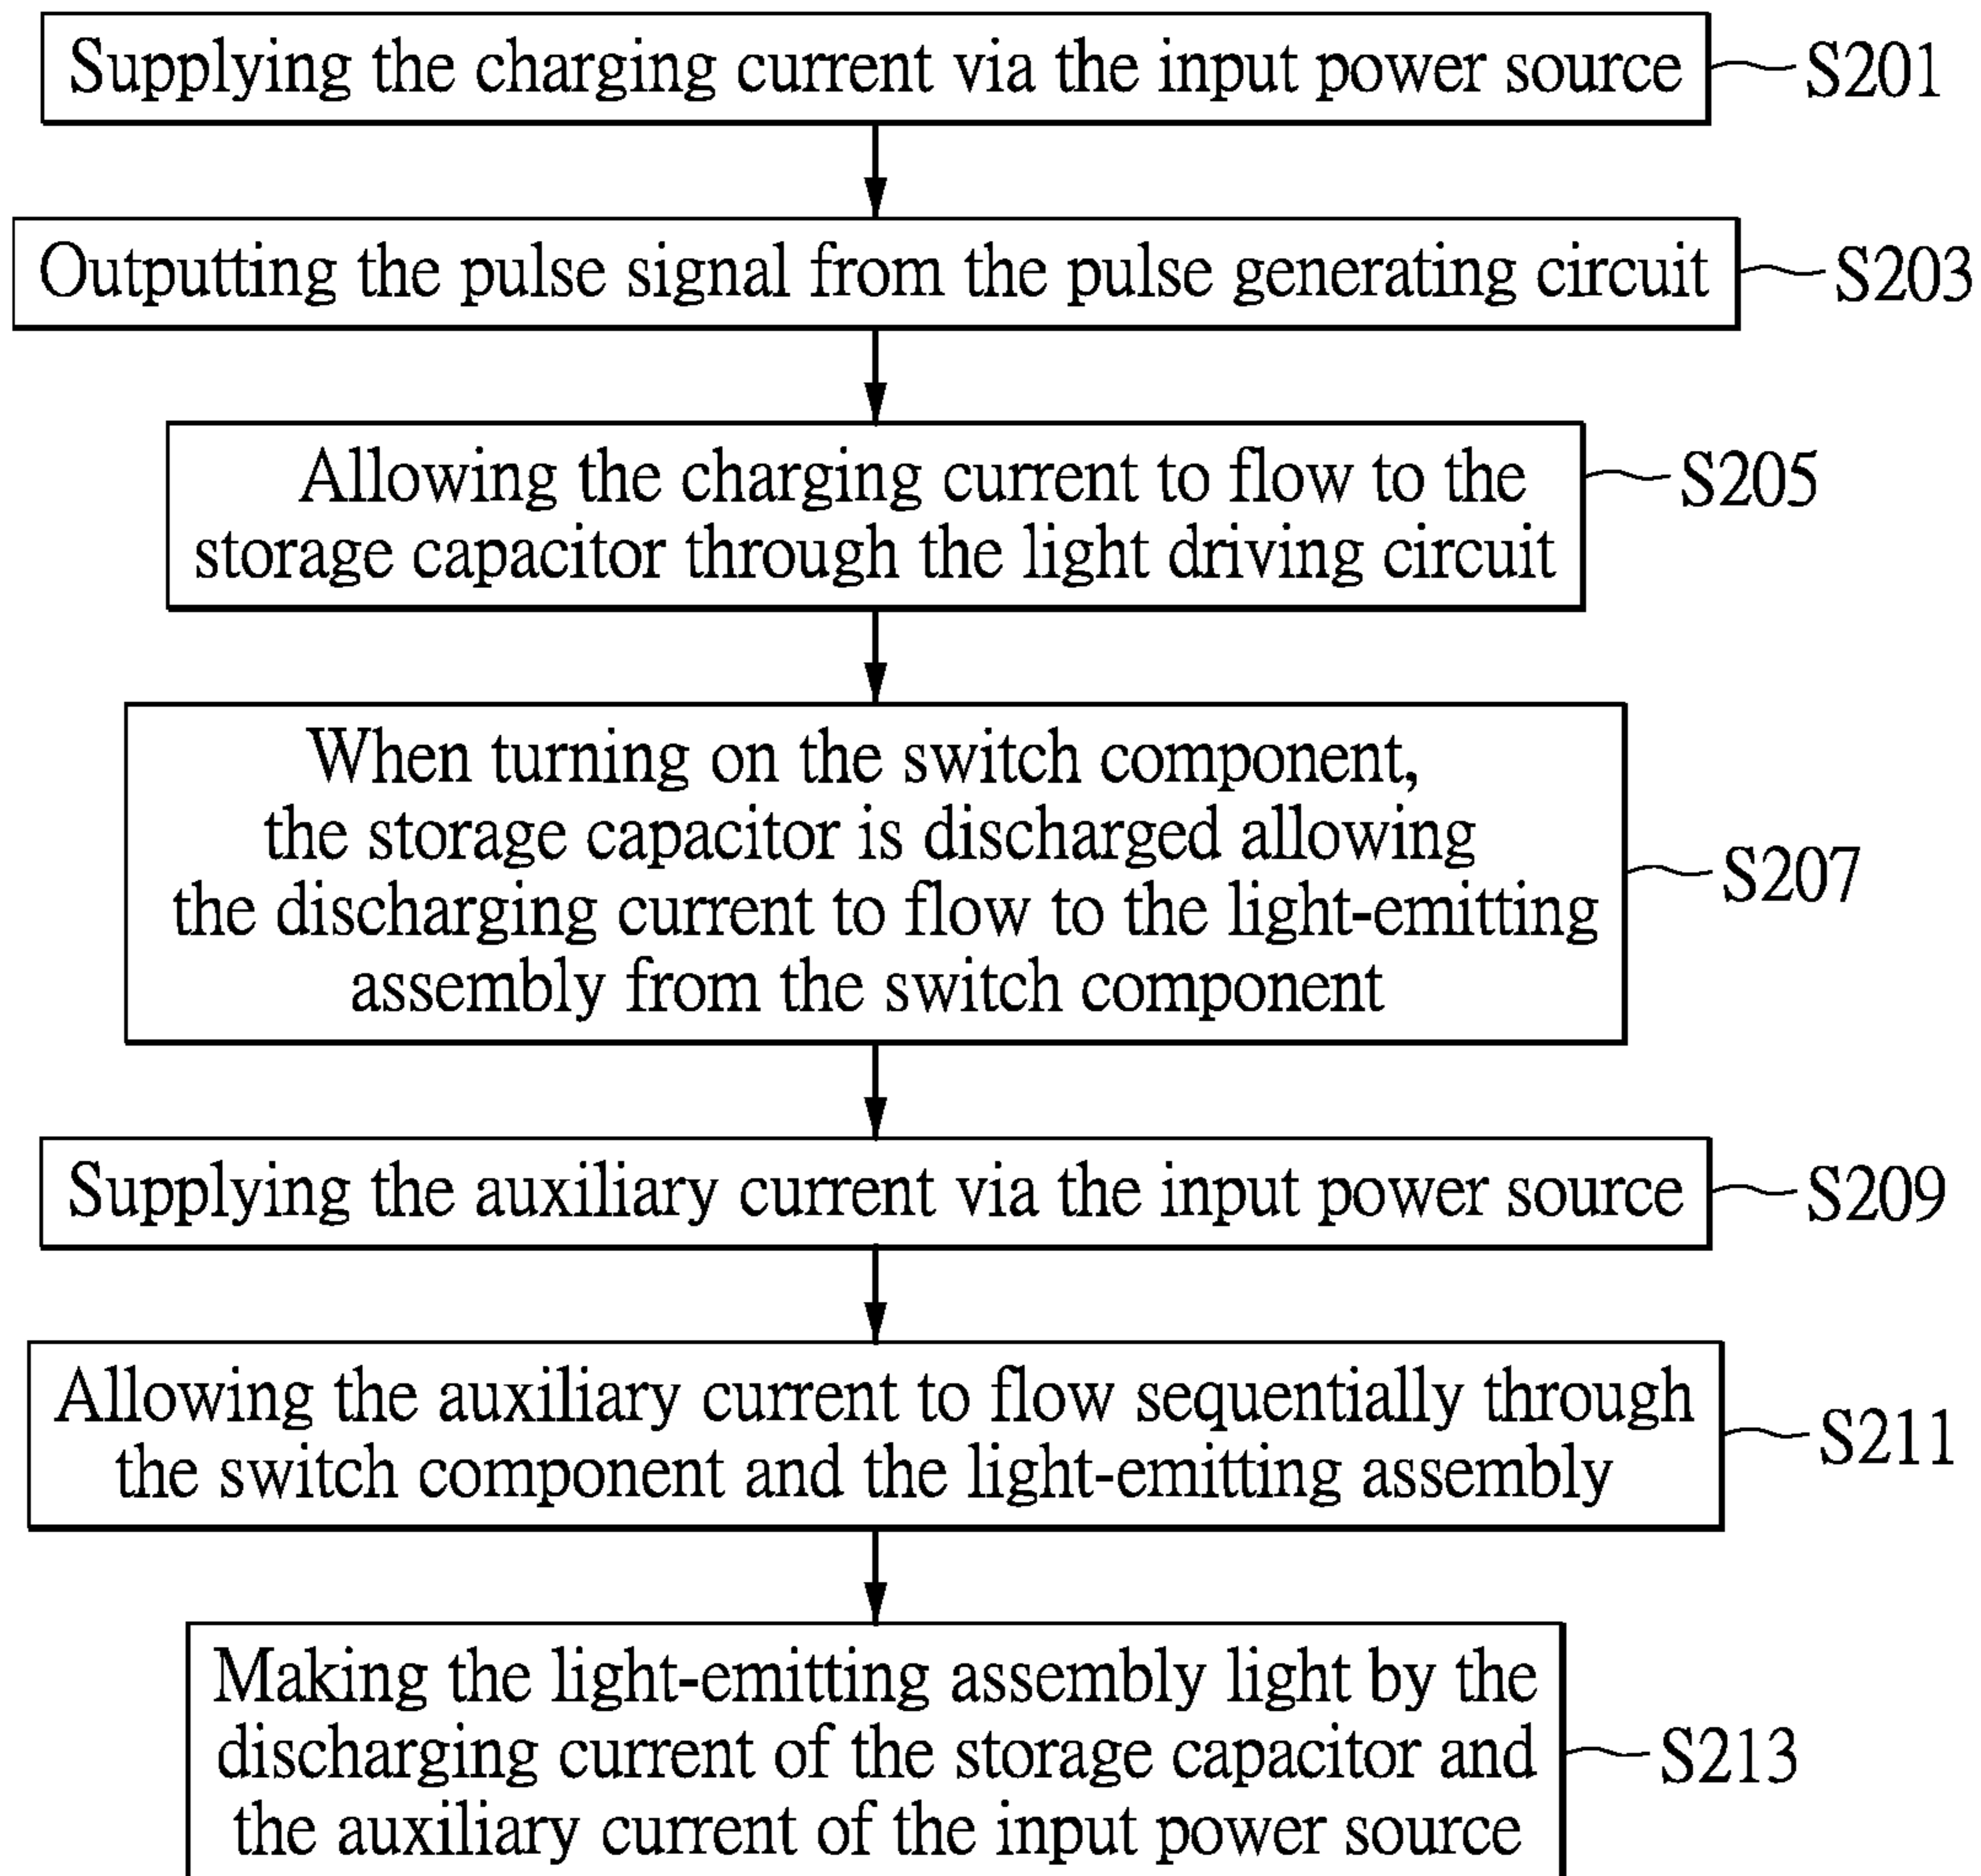 Supplying the charging current via the input power source
S201
Outputting the pulse signal from the pulse generating circuit
S203
Allowing the charging current to flow to the
storage capacitor through the light driving circuit
S205
When turning on the switch component,
the storage capacitor is discharged allowing
the discharging current to flow to the light-emitting
assembly from the switch component
S207
Supplying the auxiliary current via the input power source
S209
Allowing the auxiliary current to flow sequentially through
the switch component and the light-emitting assembly
S211
Making the light-emitting assembly light by the
discharging current of the storage capacitor and
the auxiliary current of the input power source
S213